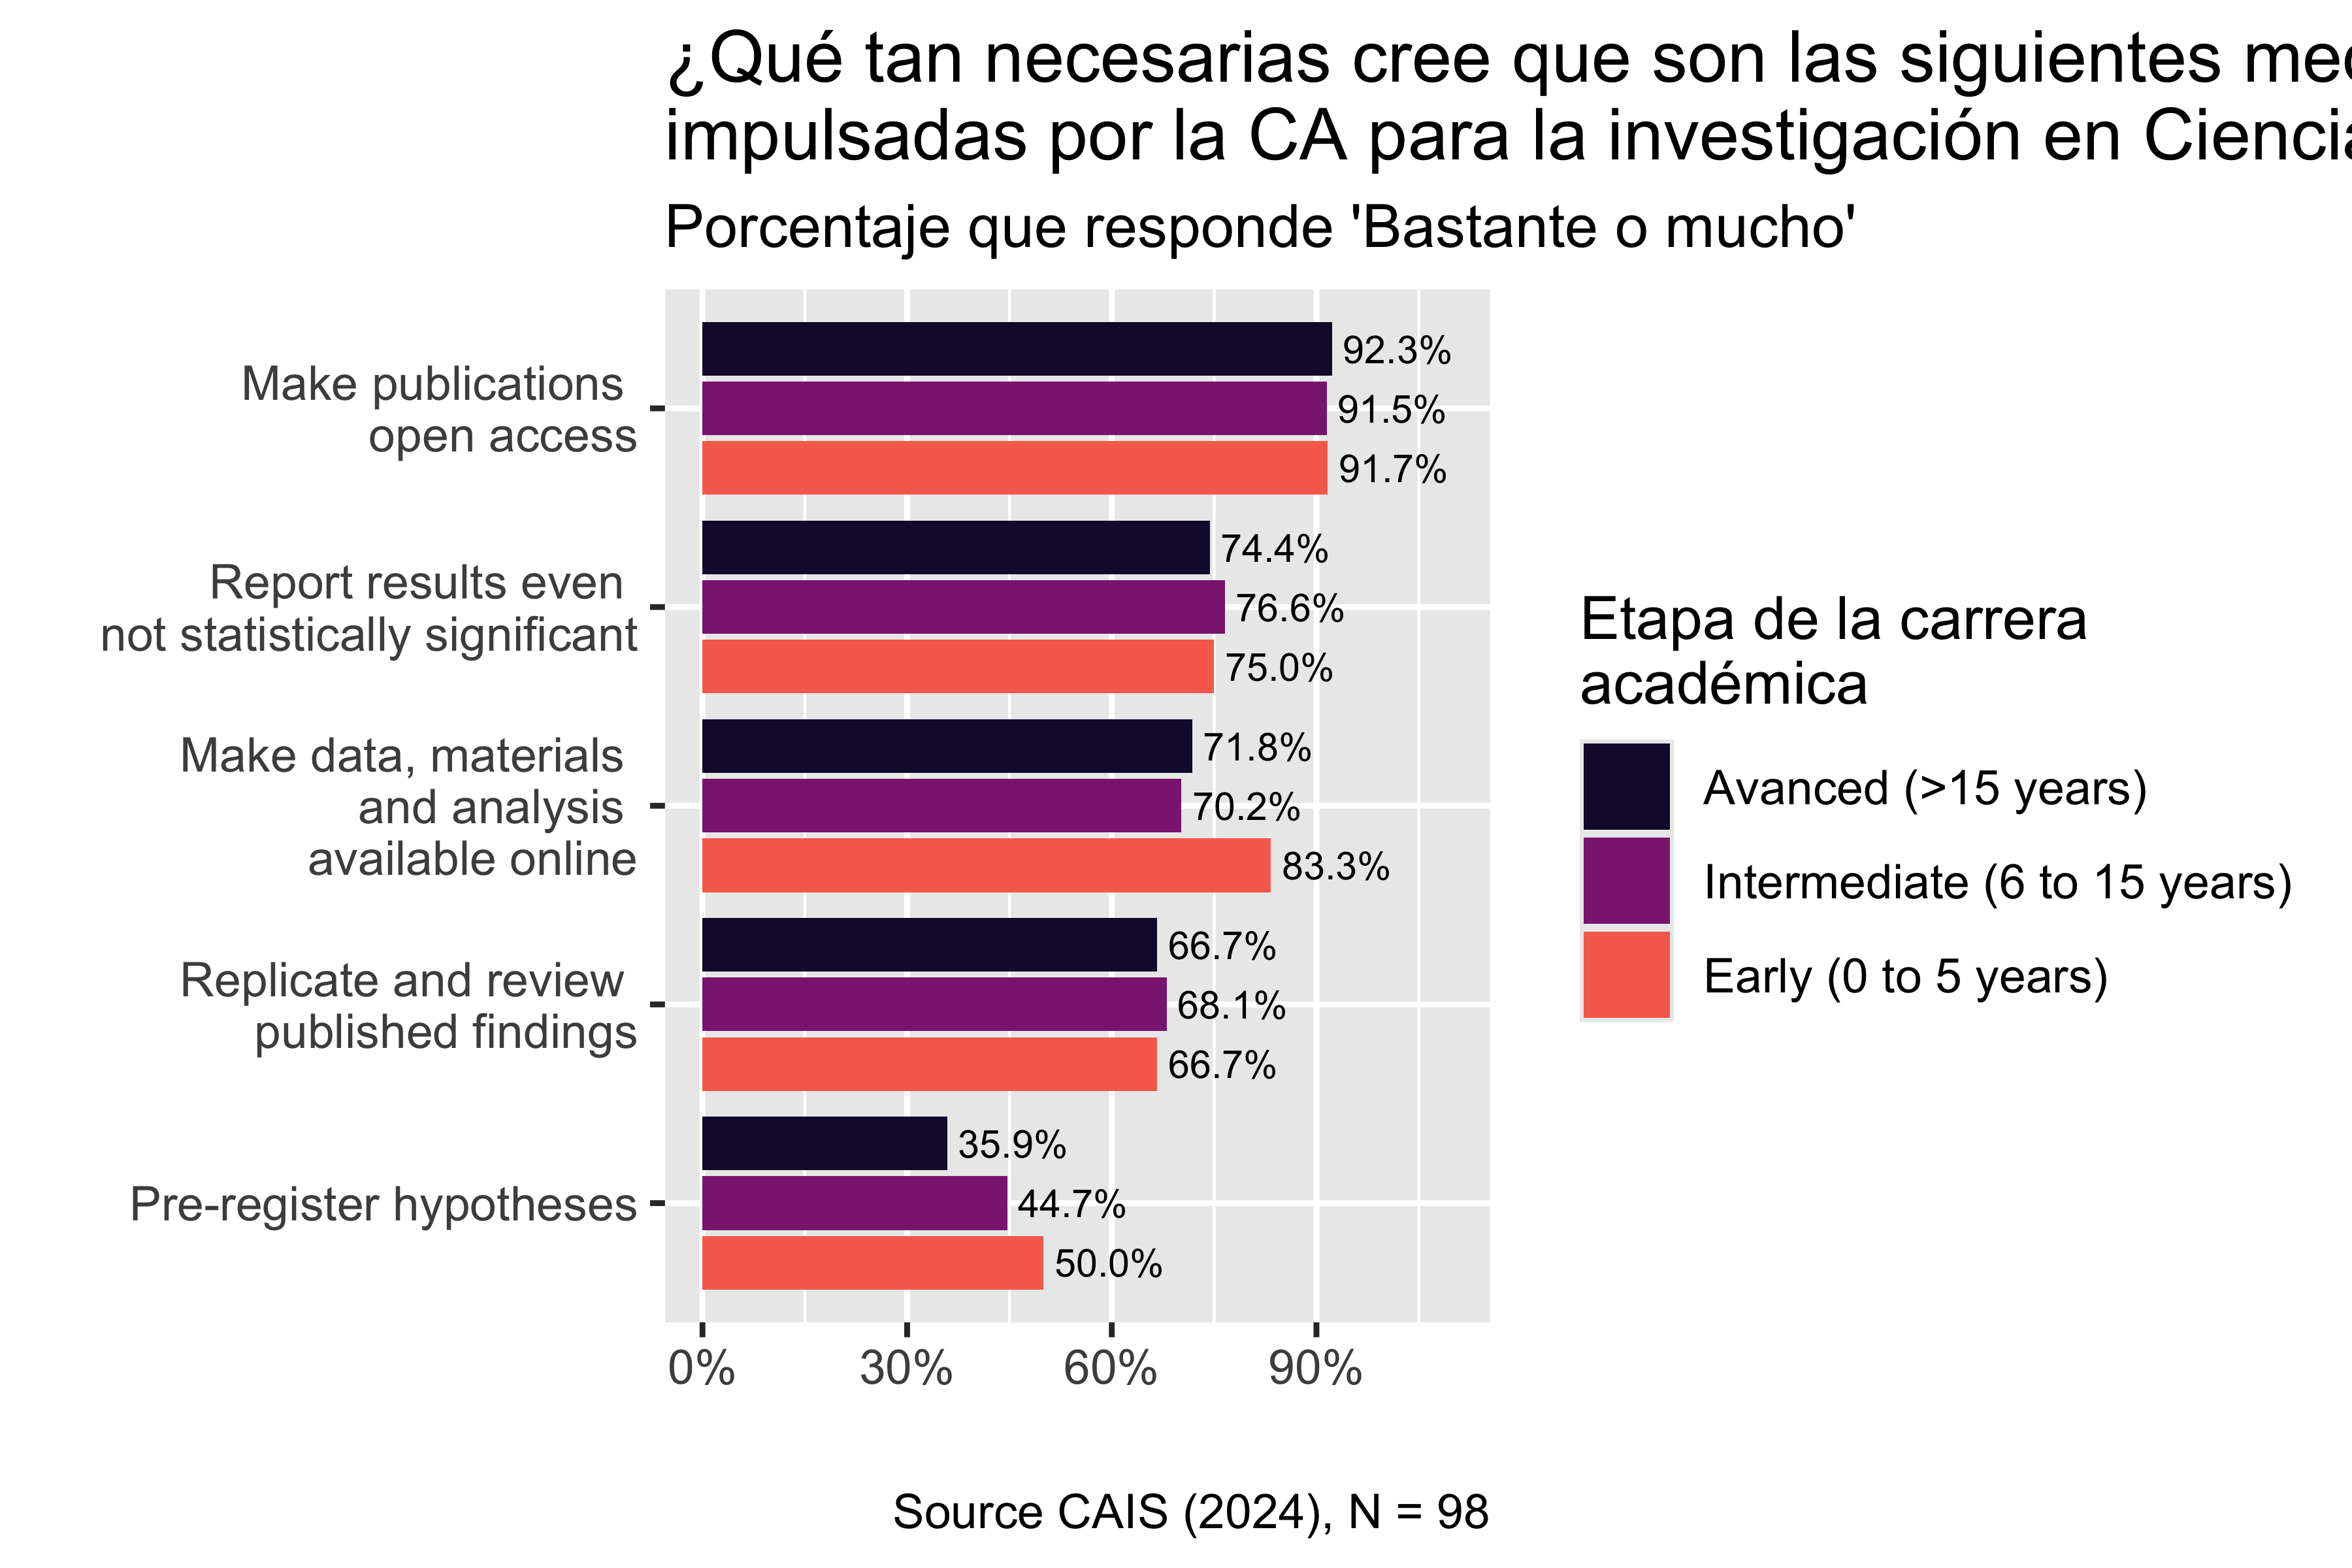 ¿Qué tan necesarias cree que son las siguientes
impulsadas por la CA para la investigación en
Porcentaje que responde 'Bastante o mucho'
Make publications
open access
92.3%
91.5%
91.7%
Report results even
not statistically significant
74.4%
76.6%
75.0%
Make data, materials
and analysis
available online
71.8%
70.2%
83.3%
Replicate and review
published findings
66.7%
68.1%
66.7%
Pre-register hypotheses
35.9%
44.7%
50.0%
0% 30% 60% 90%
Etapa de la carrera
académica
Avanced (>15 years)
Intermediate (6 to 15 years)
Early (0 to 5 years)
Source CAIS (2024), N = 98